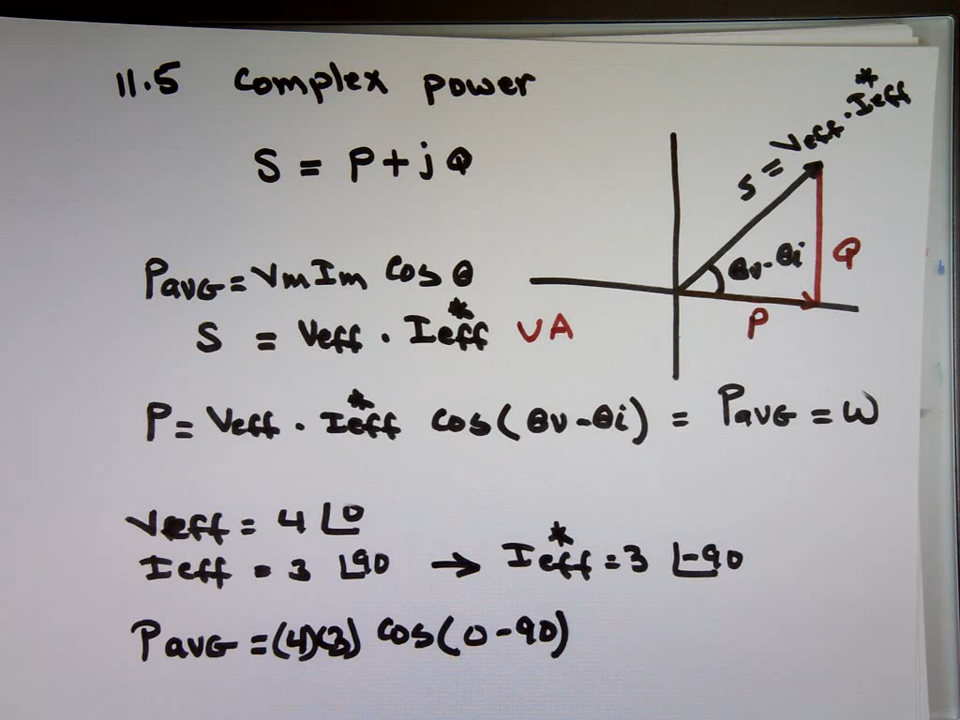 11.5 Complex power
S = P + j Q
S = Veff · Ieff*
θv - θi
Q
P
PAVG = Vm Im Cos θ
S = Veff · Ieff* VA
P = Veff · Ieff* cos(θv - θi) = PAVG = W
Veff = 4 ∠0
Ieff = 3 ∠90 → Ieff* = 3 ∠-90
PAVG = (4)(3) cos(0 - 90)